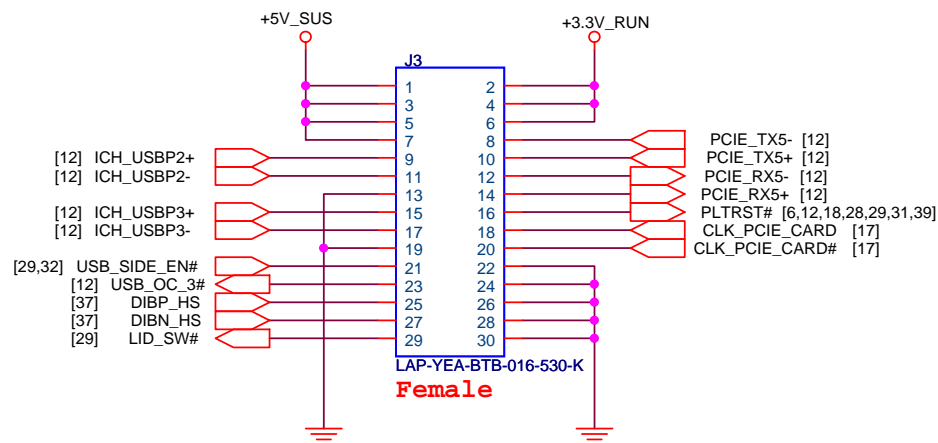 +5V_SUS
+3.3V_RUN
J3
1 2
3 4
5 6
7 8 PCIE_TX5- [12]
[12] ICH_USBP2+ 9 10 PCIE_TX5+ [12]
[12] ICH_USBP2- 11 12 PCIE_RX5- [12]
13 14 PCIE_RX5+ [12]
[12] ICH_USBP3+ 15 16 PLTRST# [6,12,18,28,29,31,39]
[12] ICH_USBP3- 17 18 CLK_PCIE_CARD [17]
19 20 CLK_PCIE_CARD# [17]
[29,32] USB_SIDE_EN# 21 22
[12] USB_OC_3# 23 24
[37] DIBP_HS 25 26
[37] DIBN_HS 27 28
[29] LID_SW# 29 30
LAP-YEA-BTB-016-530-K
Female